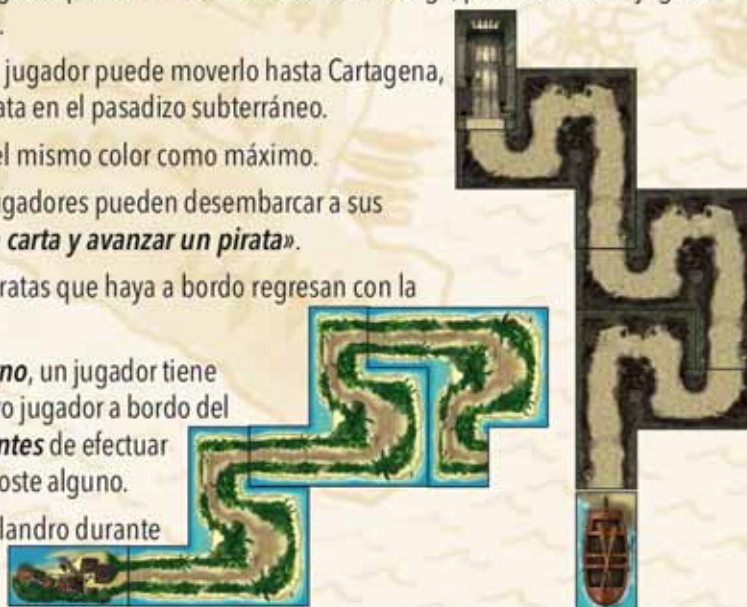 .
jugador puede moverlo hasta Cartagena,
ata en el pasadizo subterráneo.
el mismo color como máximo.
gadores pueden desembarcar a sus
carta y avanzar un pirata».
ratas que haya a bordo regresan con la
no, un jugador tiene
ro jugador a bordo del
ntes de efectuar
oste alguno.
landro durante